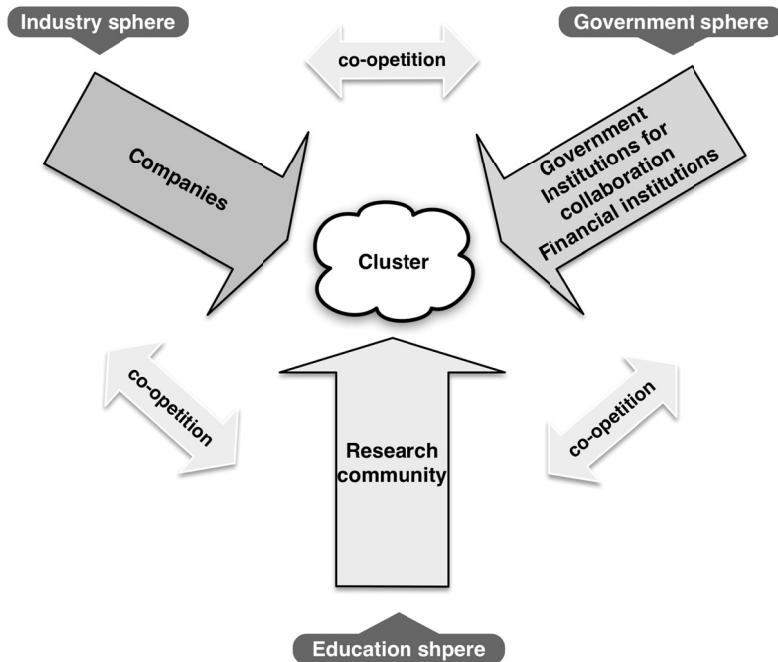 Industry sphere
Government sphere
co-opetition
Companies
Government
Institutions for
collaboration
Financial institutions
Cluster
co-opetition
co-opetition
Research
community
Education shpere